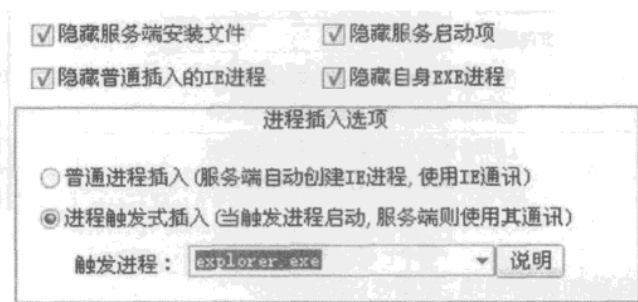 隐藏服务端安装文件 隐藏服务启动项
隐藏普通插入的IE进程 隐藏自身EXE进程
进程插入选项
普通进程插入(服务端自动创建IE进程,使用IE通讯)
进程触发式插入(当触发进程启动,服务端则使用其通讯)
触发进程: explorer.exe 说明